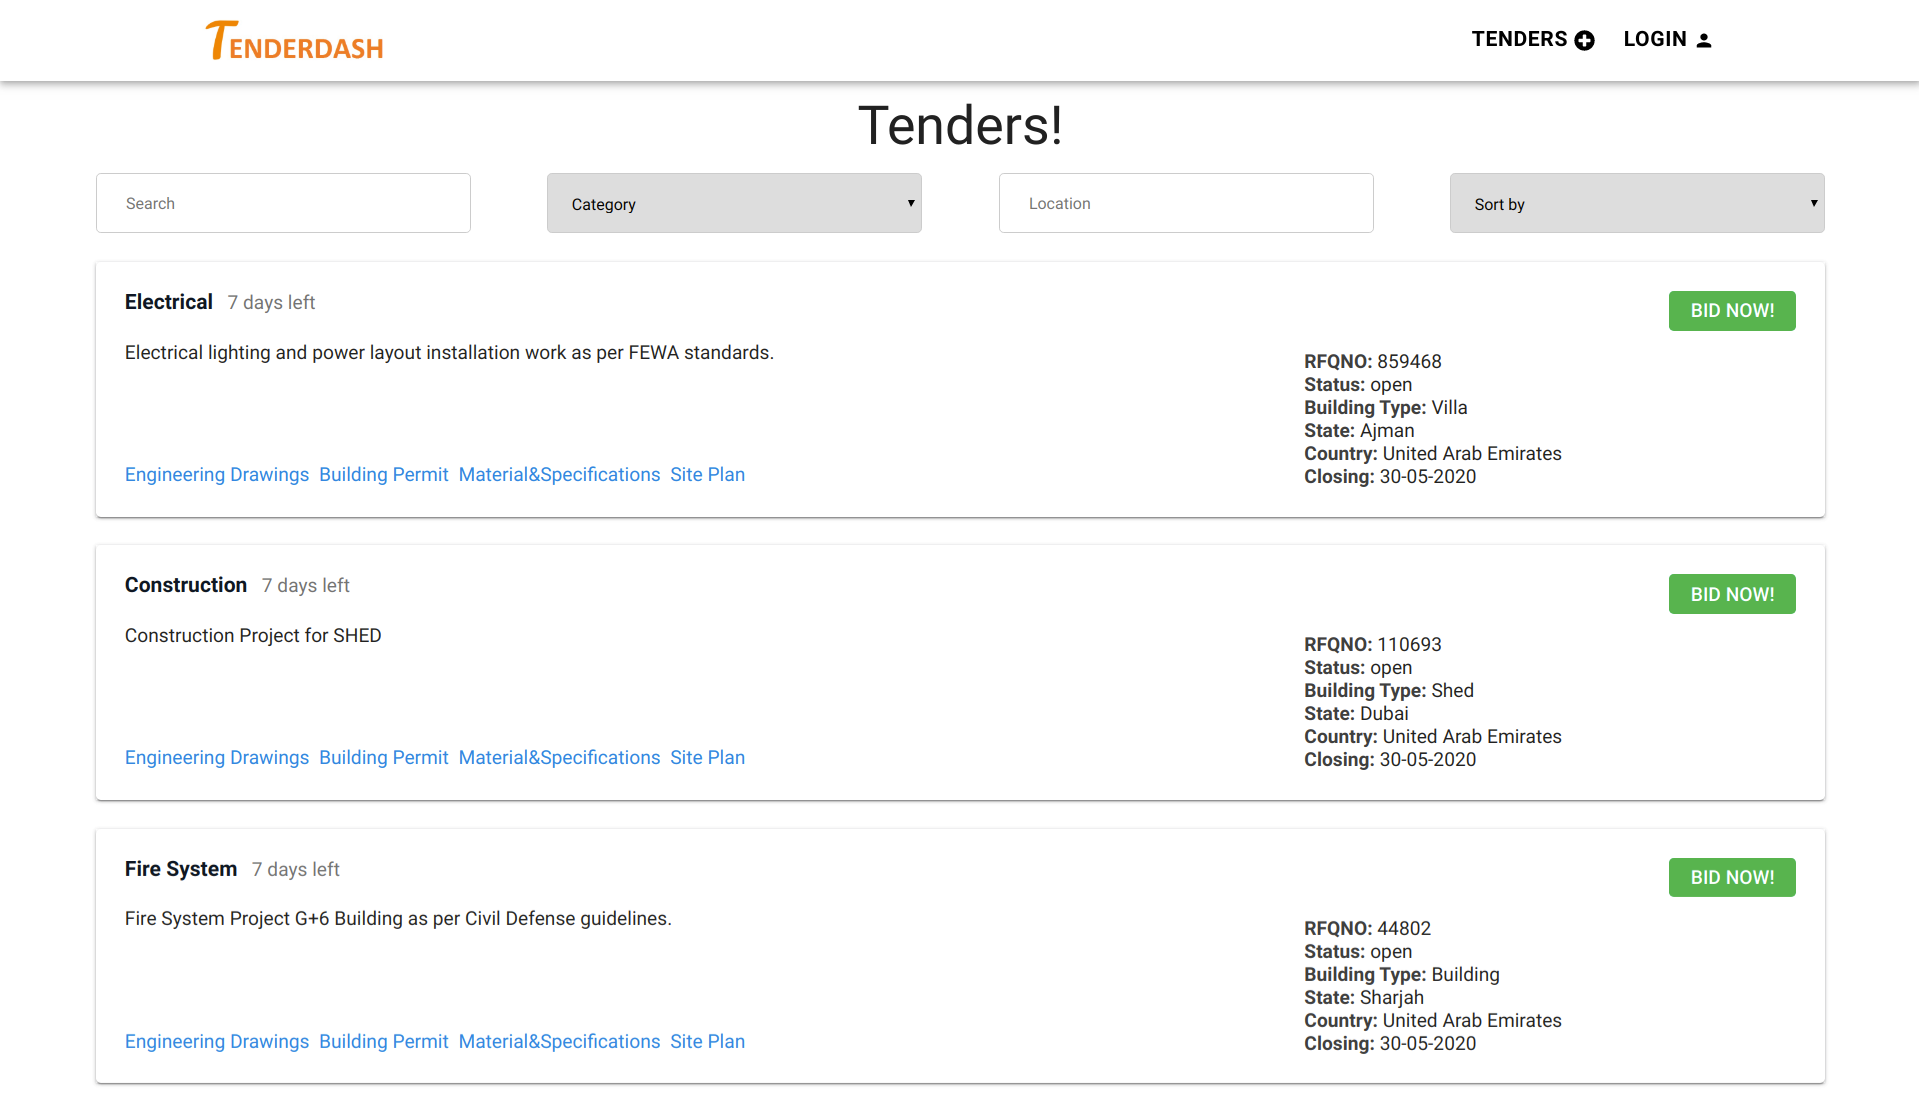 TENDERDASH
TENDERS LOGIN
Tenders!
Search Category Location Sort by
Electrical 7 days left
BID NOW!
Electrical lighting and power layout installation work as per FEWA standards.
RFQNO: 859468
Status: open
Building Type: Villa
State: Ajman
Country: United Arab Emirates
Closing: 30-05-2020
Engineering Drawings Building Permit Material&Specifications Site Plan
Construction 7 days left
BID NOW!
Construction Project for SHED
RFQNO: 110693
Status: open
Building Type: Shed
State: Dubai
Country: United Arab Emirates
Closing: 30-05-2020
Engineering Drawings Building Permit Material&Specifications Site Plan
Fire System 7 days left
BID NOW!
Fire System Project G+6 Building as per Civil Defense guidelines.
RFQNO: 44802
Status: open
Building Type: Building
State: Sharjah
Country: United Arab Emirates
Closing: 30-05-2020
Engineering Drawings Building Permit Material&Specifications Site Plan